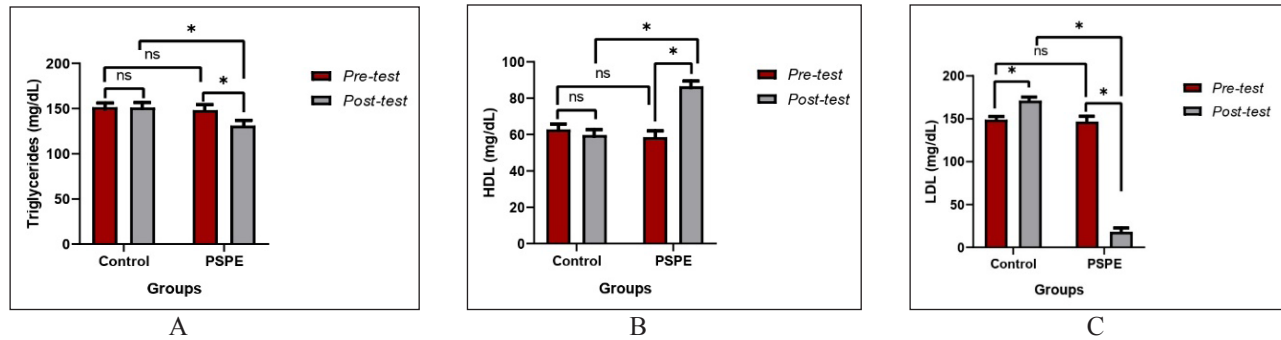 *
ns
ns
*
200
150
100
50
0
Triglycerides (mg/dL)
Pre-test
Post-test
Control
PSPE
Groups
A
*
*
ns
ns
100
80
60
40
20
0
HDL (mg/dL)
Pre-test
Post-test
Control
PSPE
Groups
B
*
ns
*
*
200
150
100
50
0
LDL (mg/dL)
Pre-test
Post-test
Control
PSPE
Groups
C